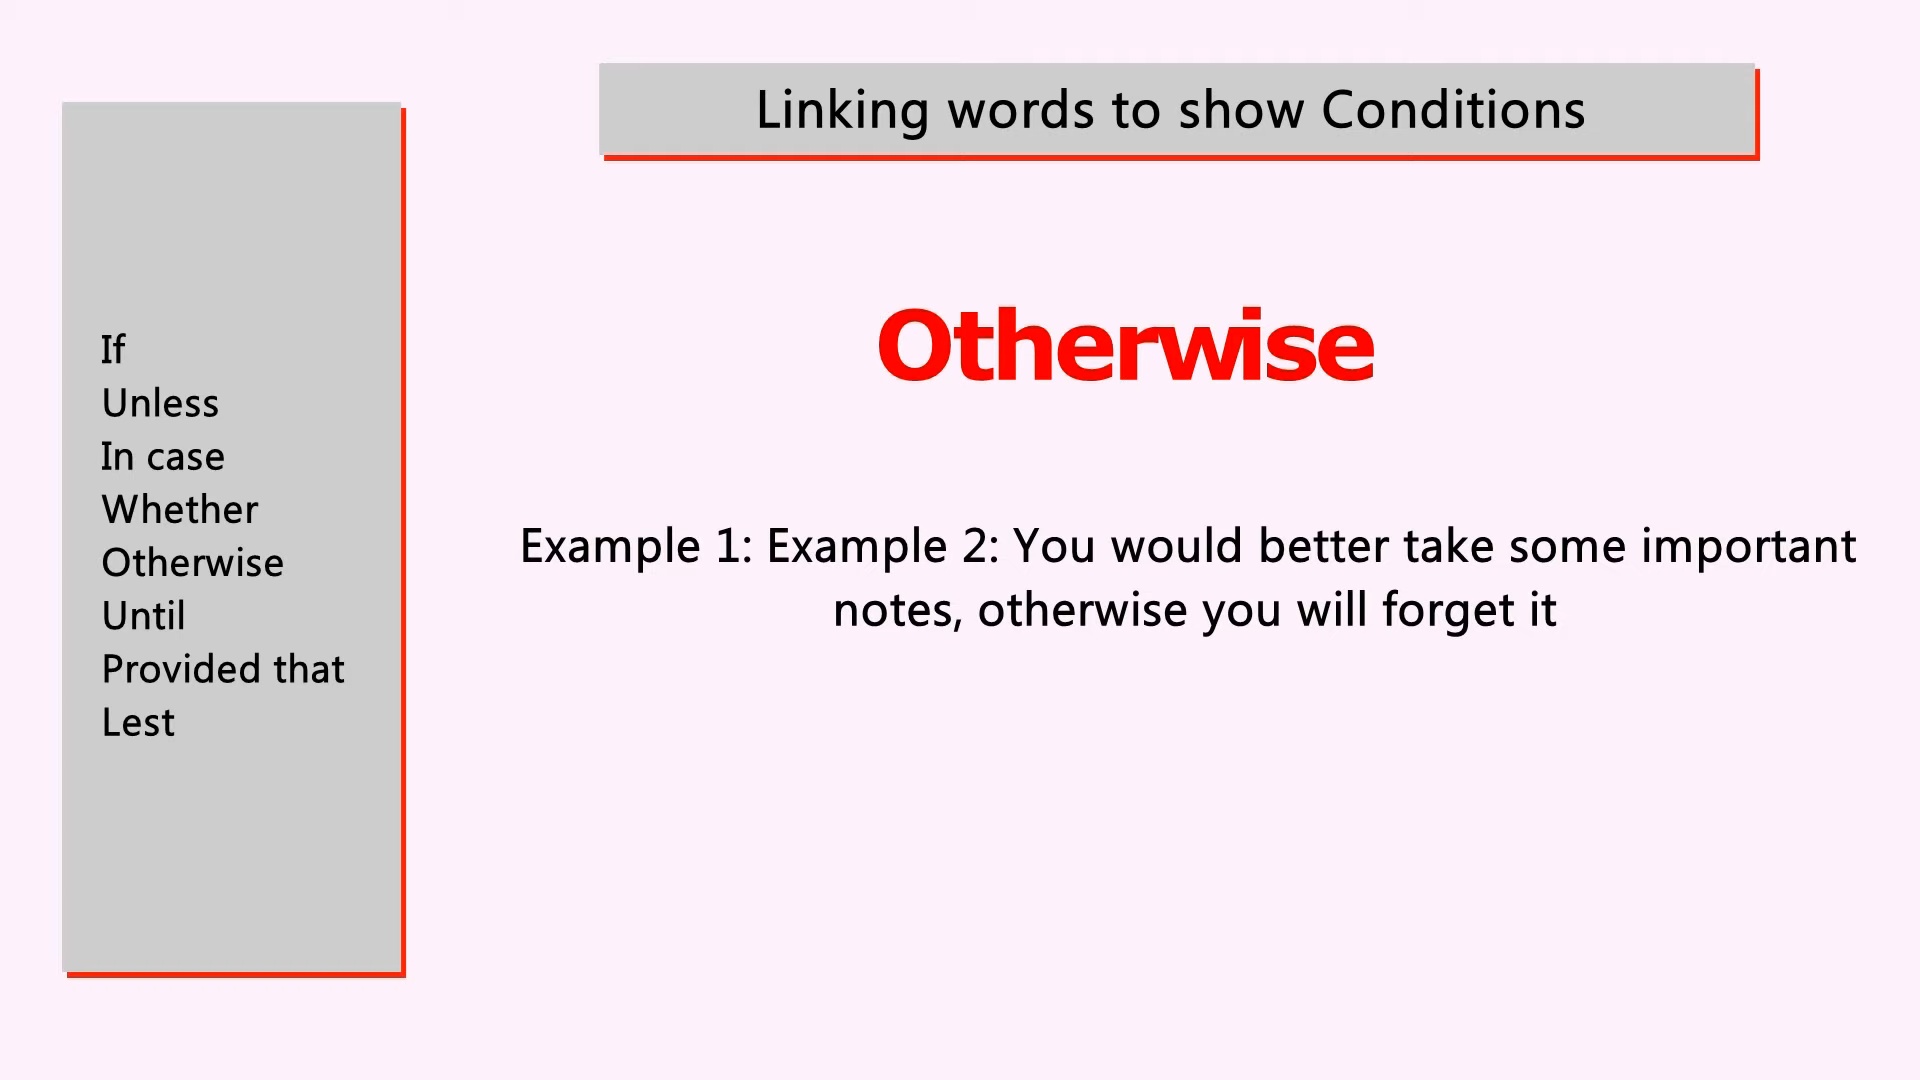 Linking words to show Conditions
If
Unless
In case
Whether
Otherwise
Until
Provided that
Lest
Otherwise
Example 1: Example 2: You would better take some important
notes, otherwise you will forget it